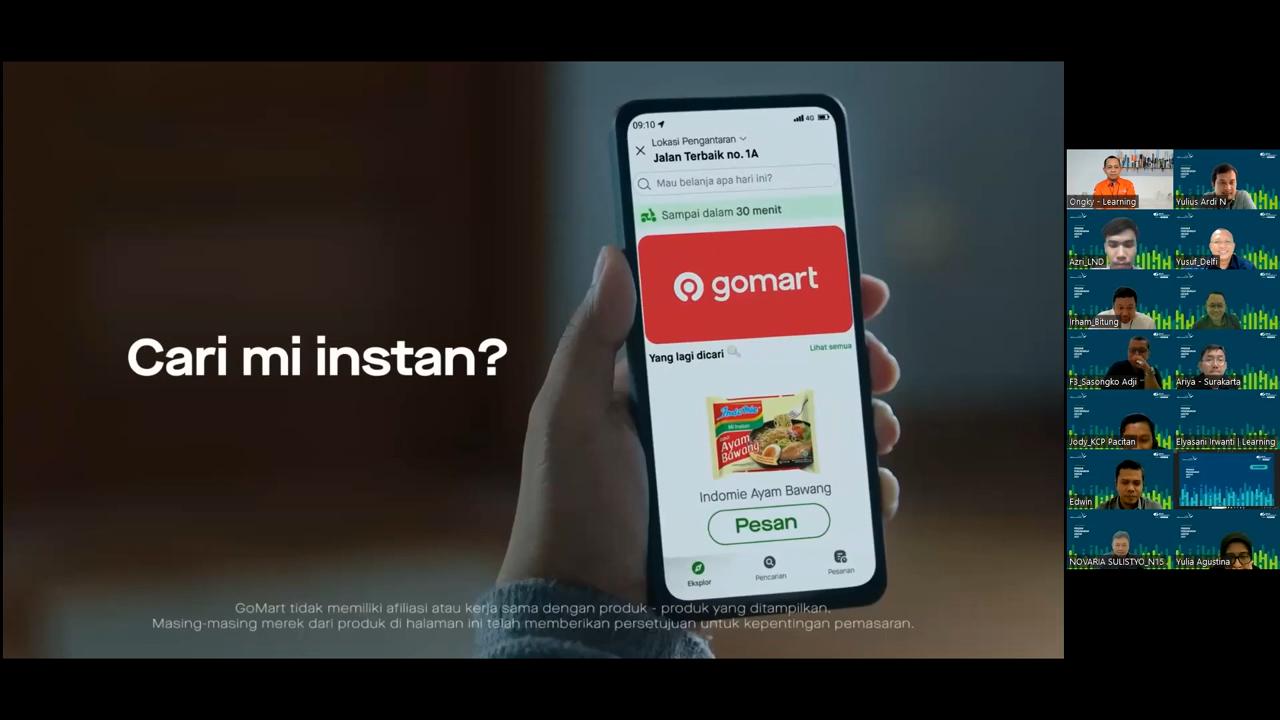 Cari mi instan?
09:10
4G
Lokasi Pengantaran
Jalan Terbaik no. 1A
Mau belanja apa hari ini?
Sampai dalam 30 menit
gomart
Yang lagi dicari
Lihat semua
Indomie
Mi Instan
Ayam
Bawang
Indomie Ayam Bawang
Pesan
Eksplor
Pencarian
Pesanan
GoMart tidak memiliki afiliasi atau kerja sama dengan produk - produk yang ditampilkan.
Masing-masing merek dari produk di halaman ini telah memberikan persetujuan untuk kepentingan pemasaran.
Ongky - Learning
Yulius Ardi N
Azri_LND
Yusuf_Delfi
Irham_Bitung
F3_Sasongko Adji
Ariya - Surakarta
Jody_KCP Pacitan
Elyasani Irwanti | Learning
Edwin
NOVARIA SULISTYO_N15
Yulia Agustina